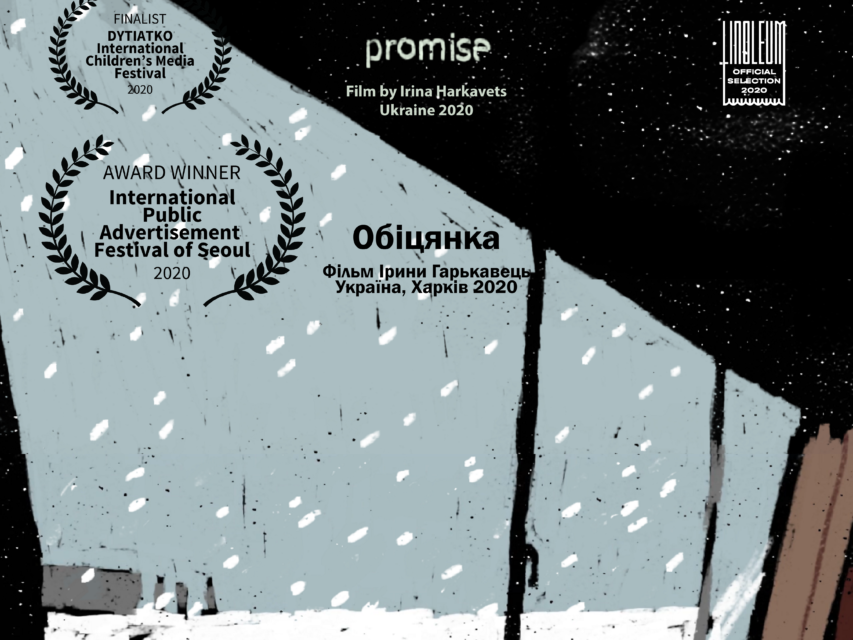 FINALIST
DYTIATKO
International
Children's Media
Festival
2020
promise
Film by Irina Harkavets
Ukraine 2020
LINOLEUM
OFFICIAL
SELECTION
2020
AWARD WINNER
International
Public
Advertisement
Festival of Seoul
2020
Обіцянка
Фільм Ірини Гарькавець
Україна, Харків 2020